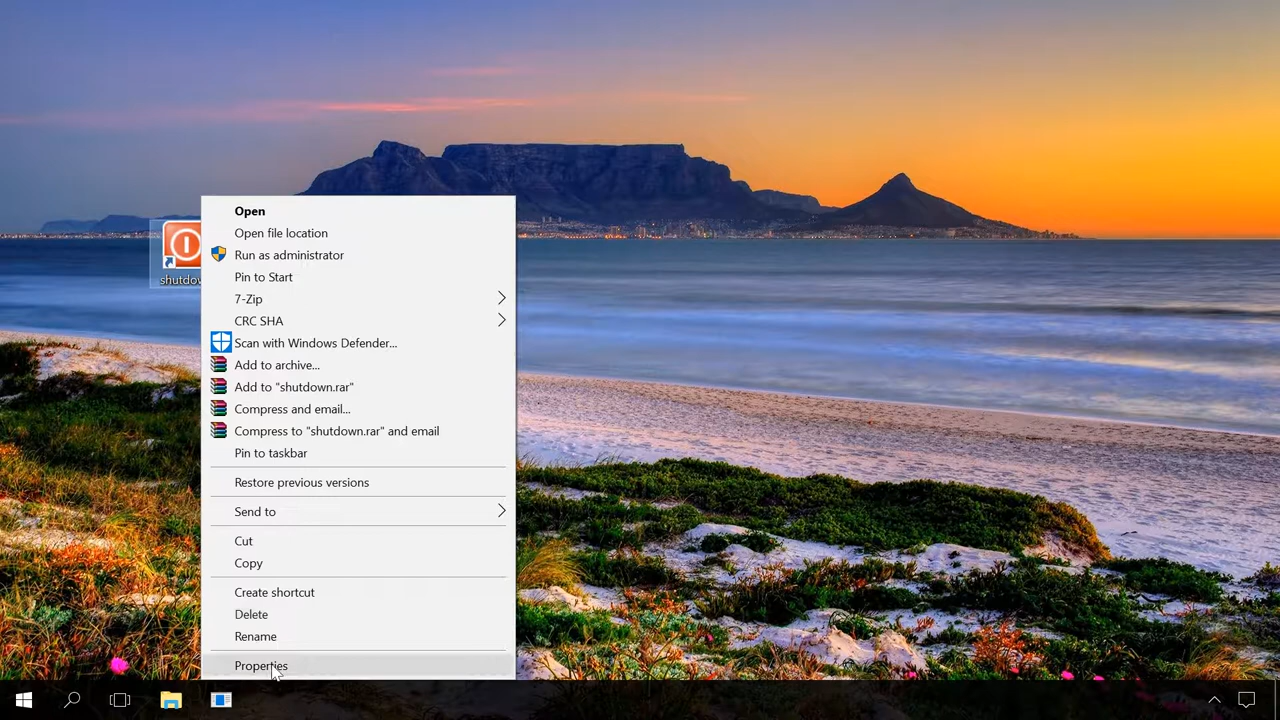 Open
Open file location
Run as administrator
Pin to Start
7-Zip
CRC SHA
Scan with Windows Defender...
Add to archive...
Add to "shutdown.rar"
Compress and email...
Compress to "shutdown.rar" and email
Pin to taskbar
Restore previous versions
Send to
Cut
Copy
Create shortcut
Delete
Rename
Properties